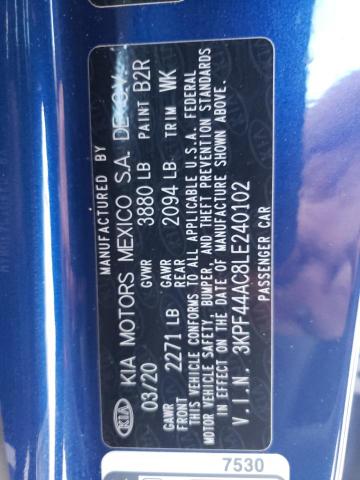 MANUFACTURED BY
KIA KIA MOTORS MEXICO S.A. DE C.V.
03/20 GVWR 3880 LB PAINT B2R
GAWR FRONT 2271 LB GAWR REAR 2094 LB TRIM WK
THIS VEHICLE CONFORMS TO ALL APPLICABLE U.S.A. FEDERAL
MOTOR VEHICLE SAFETY, BUMPER, AND THEFT PREVENTION STANDARDS
IN EFFECT ON THE DATE OF MANUFACTURE SHOWN ABOVE.
V.I.N. 3KPF44AC8LE240102
PASSENGER CAR
7530